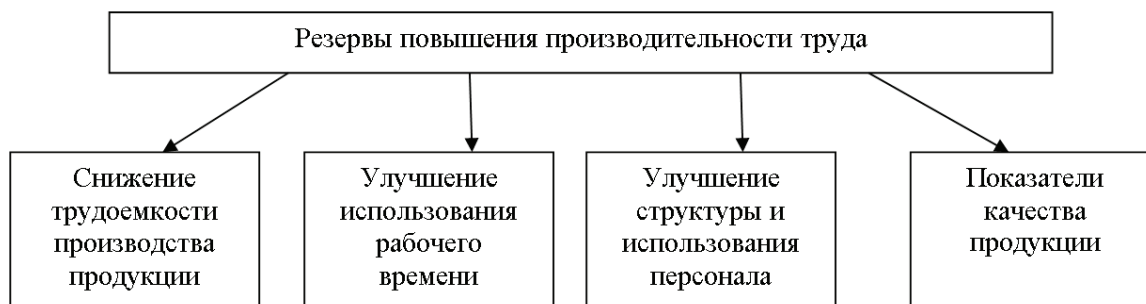 Резервы повышения производительности труда
Снижение
трудоемкости
производства
продукции
Улучшение
использования
рабочего
времени
Улучшение
структуры и
использования
персонала
Показатели
качества
продукции